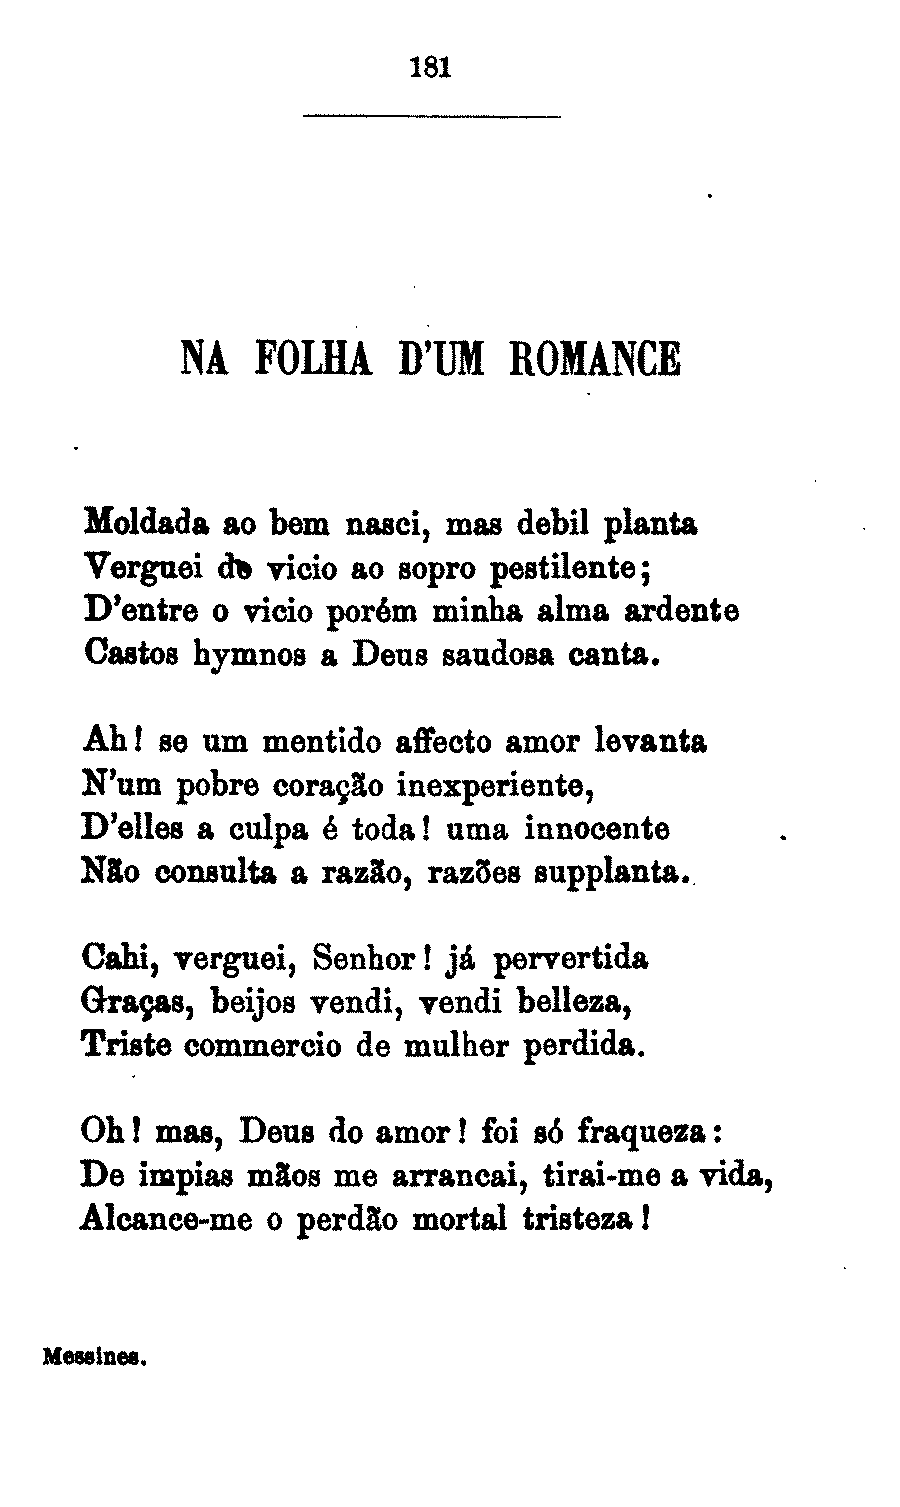 181
NA FOLHA D'UM ROMANCE
Moldada ao bem nasci, mas debil planta
Verguei do vicio ao sopro pestilente;
D'entre o vicio porém minha alma ardente
Castos hymnos a Deus saudosa canta.
Ah! se um mentido affecto amor levanta
N'um pobre coração inexperiente,
D'elles a culpa é toda! uma innocente
Não consulta a razão, razões supplanta.
Cahi, verguei, Senhor! já pervertida
Graças, beijos vendi, vendi belleza,
Triste commercio de mulher perdida.
Oh! mas, Deus do amor! foi só fraqueza:
De impias mãos me arrancai, tirai-me a vida,
Alcance-me o perdão mortal tristeza!
Messines.